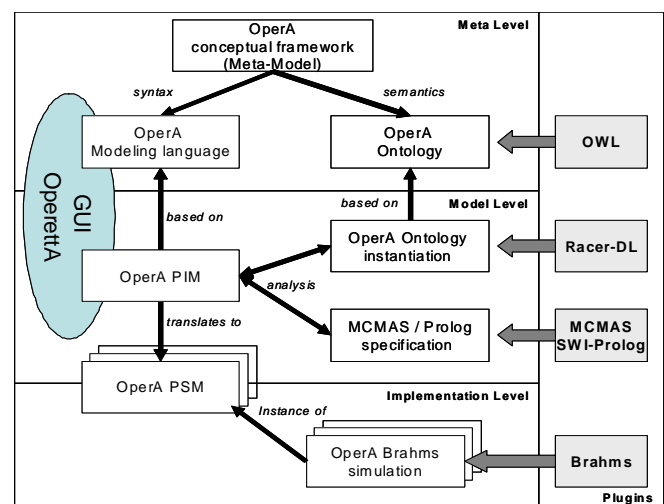 OperA
conceptual framework
(Meta-Model)
Meta Level
syntax
semantics
OperA
Modeling language
OperA
Ontology
OWL
GUI
OperettA
based on
based on
Model Level
OperA Ontology
instantiation
Racer-DL
OperA PIM
analysis
translates to
MCMAS / Prolog
specification
MCMAS
SWI-Prolog
OperA PSM
Implementation Level
Instance of
OperA Brahms
simulation
Brahms
Plugins